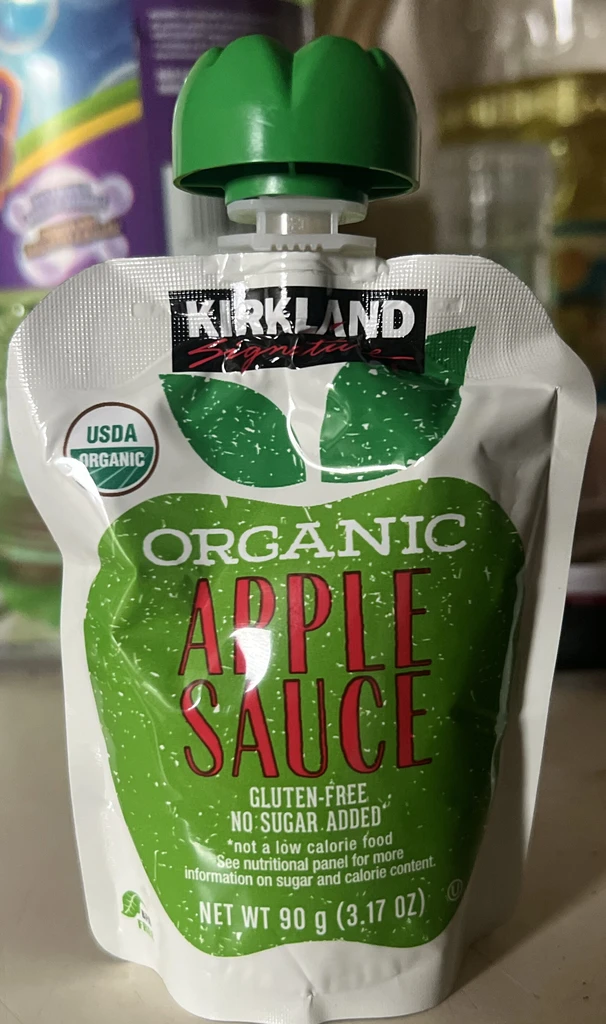 KIRKLAND
Signature
USDA
ORGANIC
ORGANIC
APPLE
SAUCE
GLUTEN-FREE
NO SUGAR ADDED*
*not a low calorie food
See nutritional panel for more
information on sugar and calorie content.
NET WT 90 g (3.17 OZ)
U